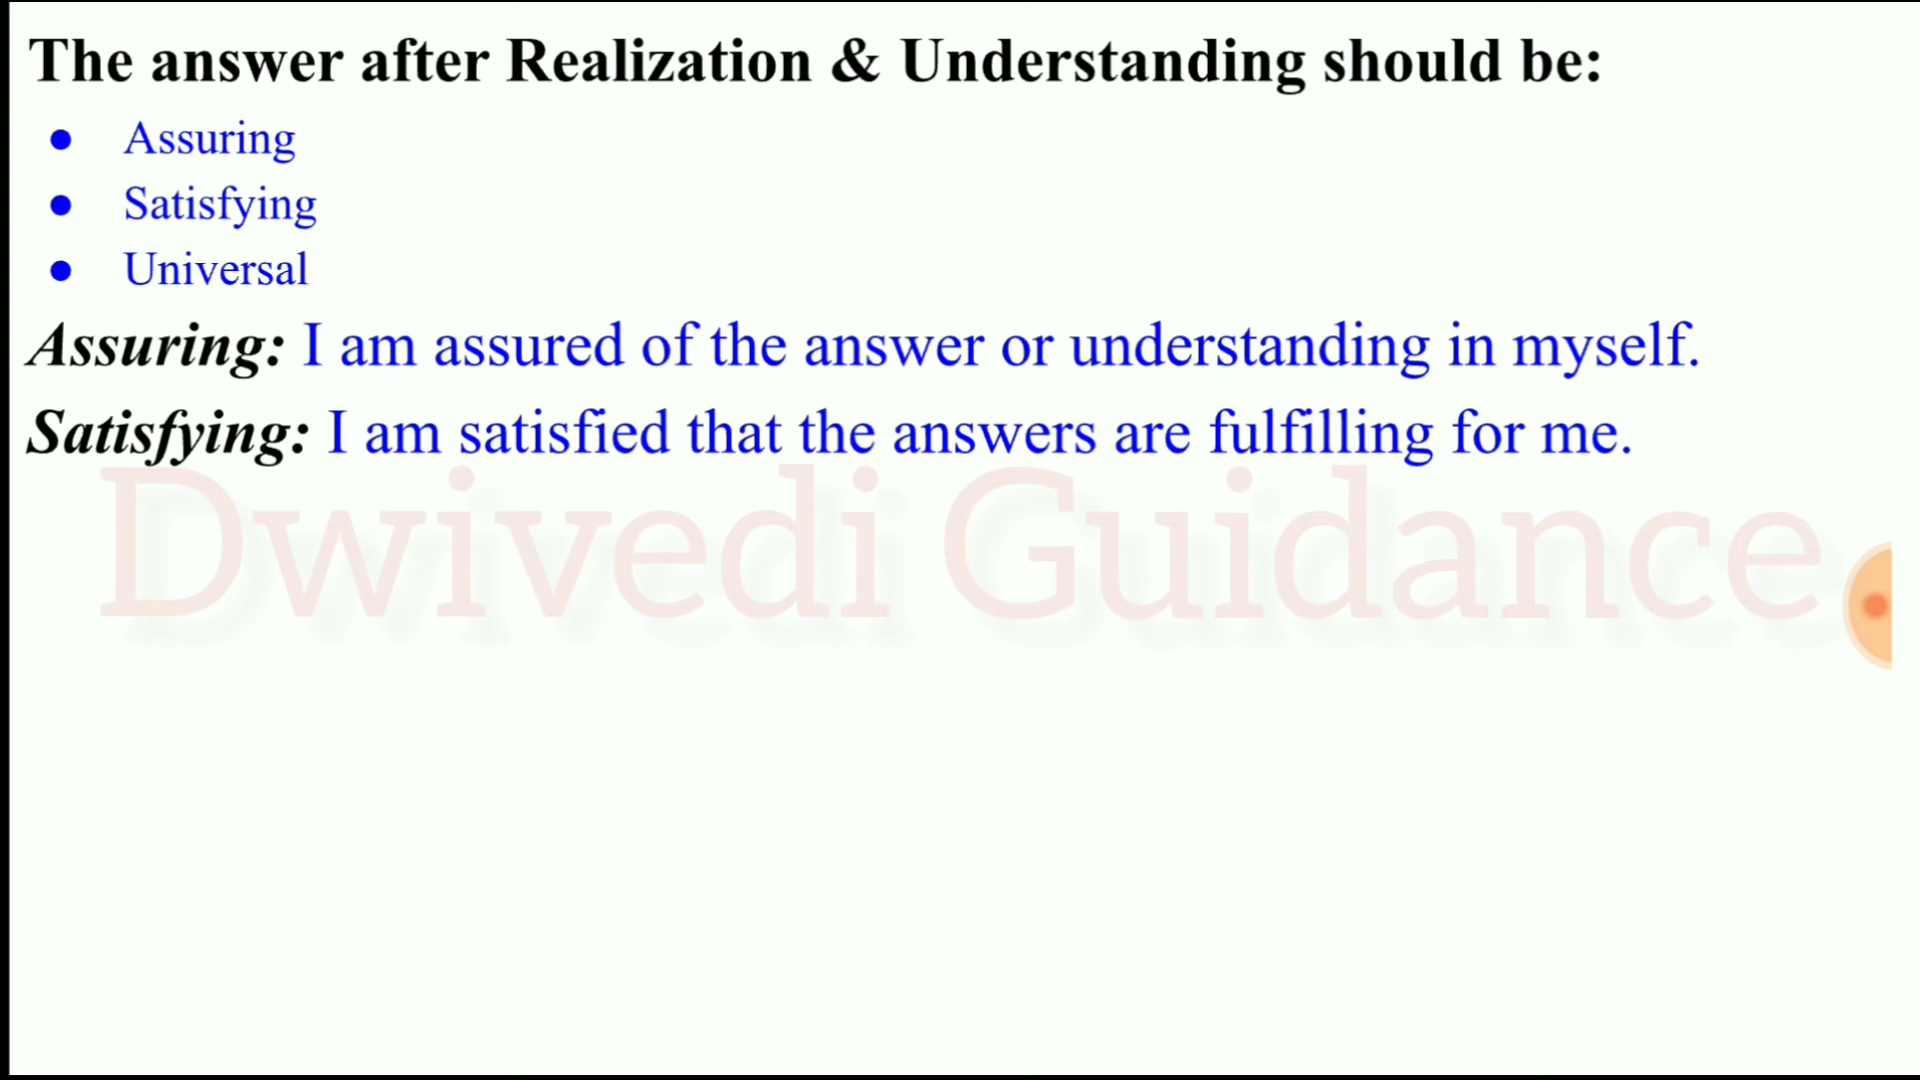 The answer after Realization & Understanding should be:
● Assuring
● Satisfying
● Universal
Assuring: I am assured of the answer or understanding in myself.
Satisfying: I am satisfied that the answers are fulfilling for me.
Dwivedi Guidance